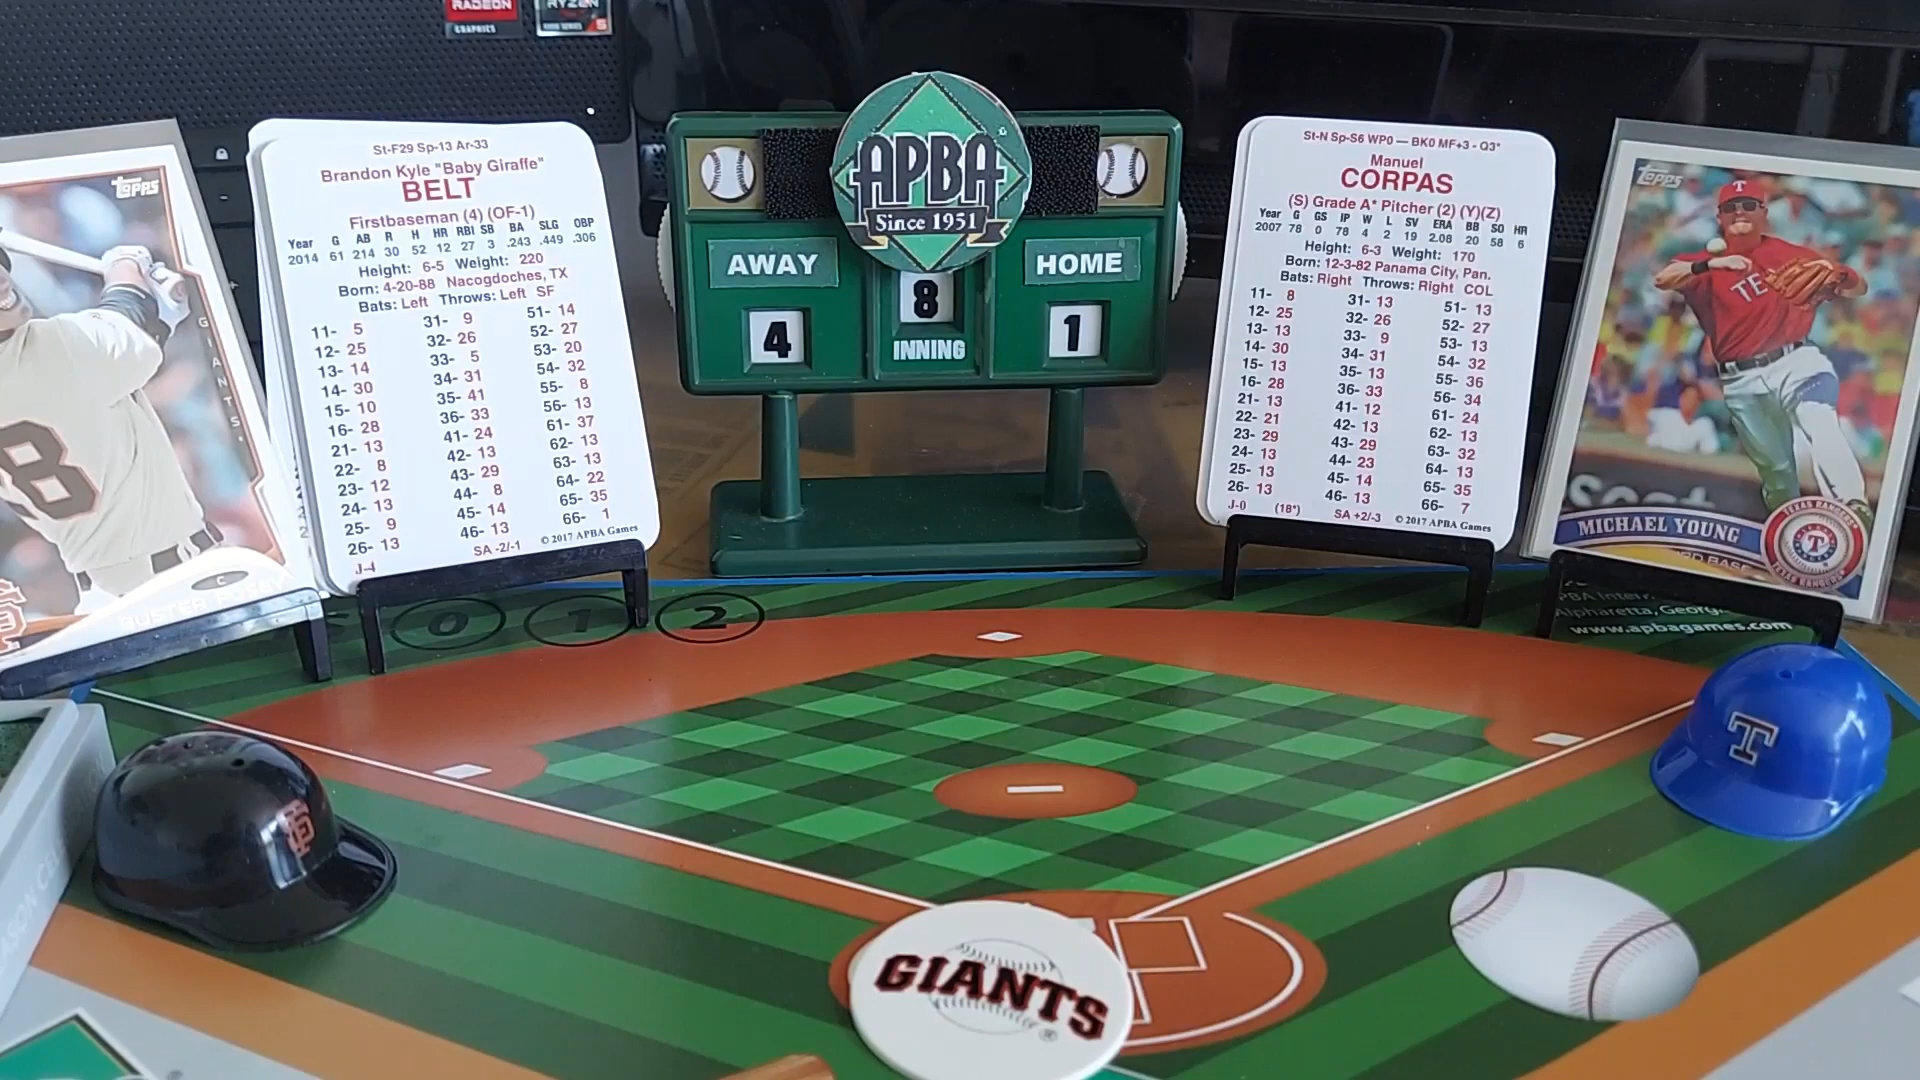 RADEON
GRAPHICS
RYZEN
5
TOPPS
GIANTS.
C
BUSTER POSEY
St-F29 Sp-13 Ar-33
Brandon Kyle "Baby Giraffe"
BELT
Firstbaseman (4) (OF-1)
Year G AB R H HR RBI SB BA SLG OBP
2014 61 214 30 52 12 27 3 .243 .449 .306
Height: 6-5 Weight: 220
Born: 4-20-88 Nacogdoches, TX
Bats: Left Throws: Left SF
11- 5 31- 9 51- 14
12- 25 32- 26 52- 27
13- 14 33- 5 53- 20
14- 30 34- 31 54- 32
15- 10 35- 41 55- 8
16- 28 36- 33 56- 13
21- 13 41- 24 61- 37
22- 8 42- 13 62- 13
23- 12 43- 29 63- 13
24- 13 44- 8 64- 22
25- 9 45- 14 65- 35
26- 13 46- 13 66- 1
J-4 SA -2/-1 © 2017 APBA Games
APBA
Since 1951
AWAY
HOME
4
8
1
INNING
St-N Sp-S6 WP0 — BK0 MF+3 - Q3*
Manuel
CORPAS
(S) Grade A* Pitcher (2) (Y)(Z)
Year G GS IP W L SV ERA BB SO HR
2007 78 0 78 4 2 19 2.08 20 58 6
Height: 6-3 Weight: 170
Born: 12-3-82 Panama City, Pan.
Bats: Right Throws: Right COL
11- 8 31- 13 51- 13
12- 25 32- 26 52- 27
13- 13 33- 9 53- 13
14- 30 34- 31 54- 32
15- 13 35- 13 55- 36
16- 28 36- 33 56- 34
21- 13 41- 12 61- 24
22- 21 42- 13 62- 13
23- 29 43- 29 63- 32
24- 13 44- 23 64- 13
25- 13 45- 14 65- 35
26- 13 46- 13 66- 7
J-0 (18*) SA +2/-3 © 2017 APBA Games
TOPPS
TE
MICHAEL YOUNG
TEXAS RANGERS
T
0 1 2
Alpharetta, Georg
www.apbagames.com
SF
T
GIANTS
®